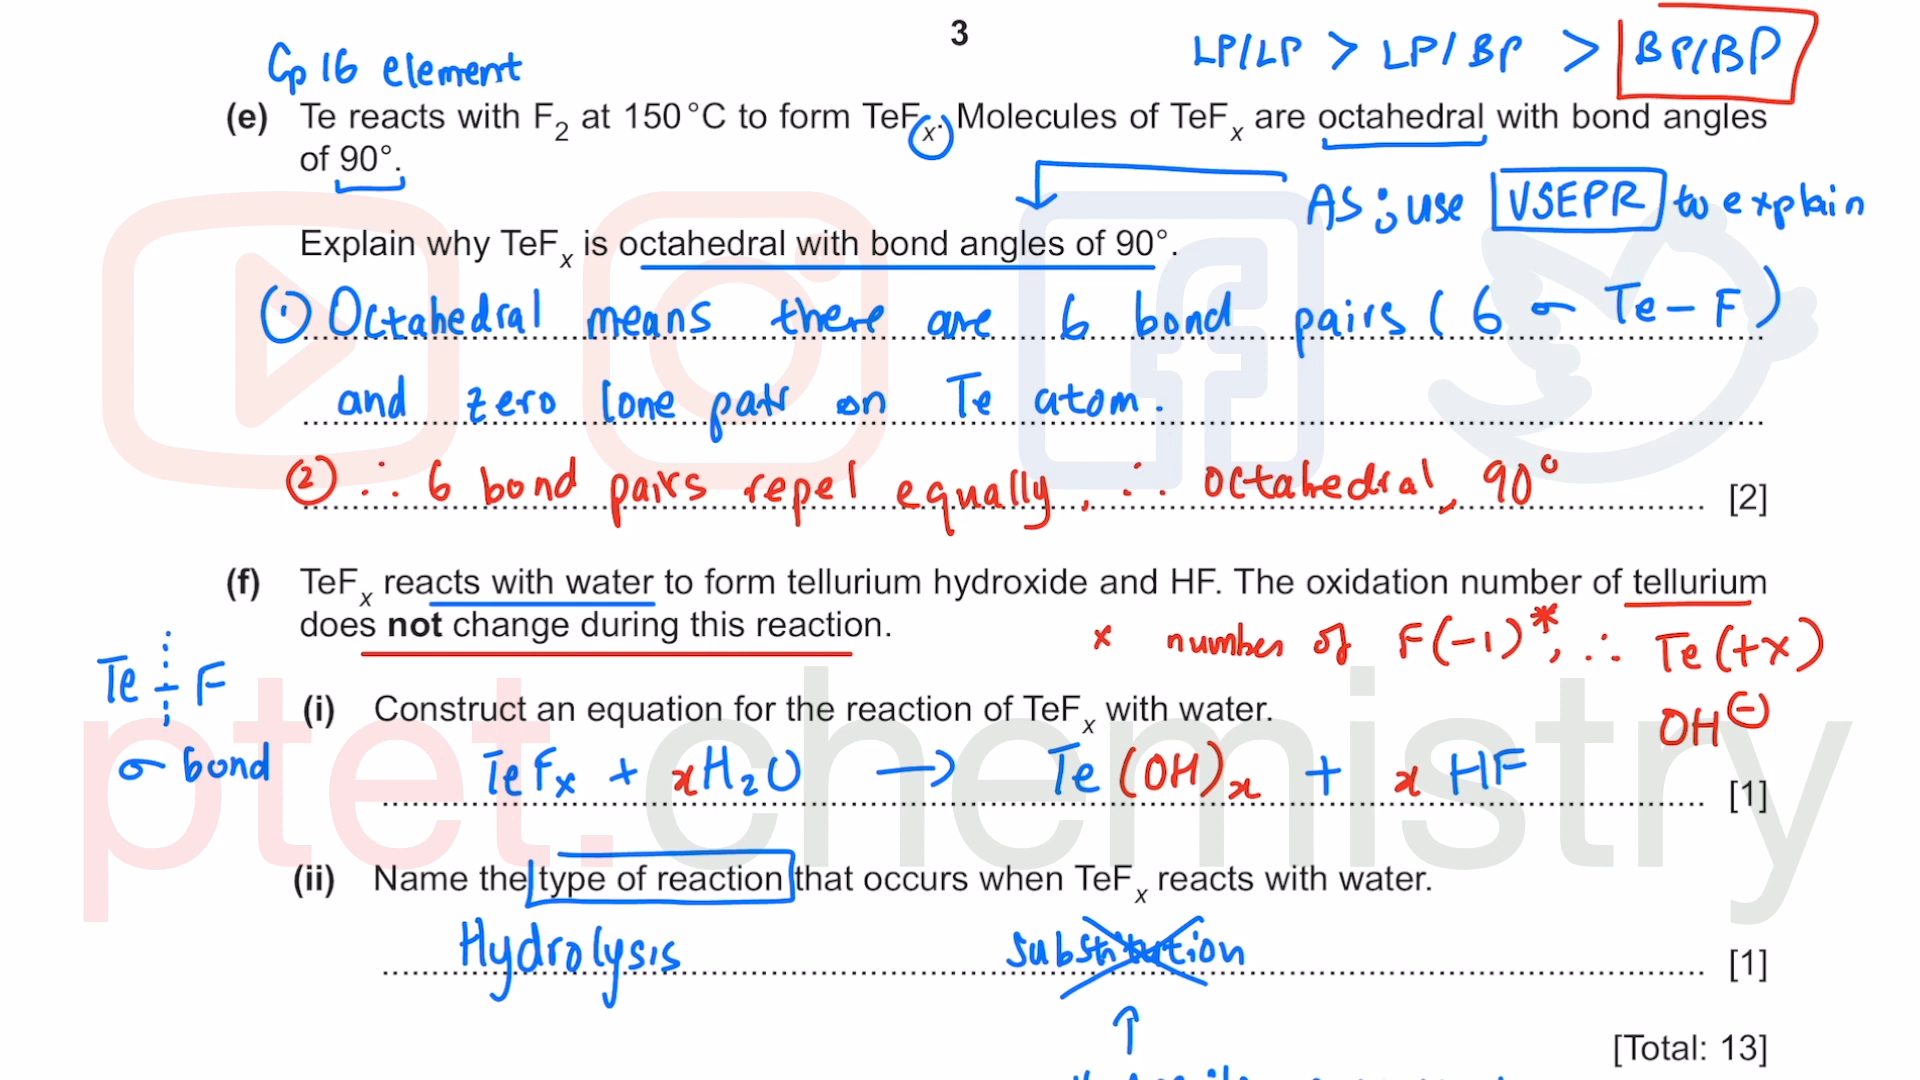 3
Gp 16 element
LP/LP > LP/BP > BP/BP
(e) Te reacts with F2 at 150 °C to form TeFx. Molecules of TeFx are octahedral with bond angles
of 90°.
AS : use VSEPR to explain
Explain why TeFx is octahedral with bond angles of 90°.
(1) Octahedral means there are 6 bond pairs ( 6 σ Te – F )
and zero lone pair on Te atom.
(2) ∴ 6 bond pairs repel equally, ∴ octahedral, 90° [2]
(f) TeFx reacts with water to form tellurium hydroxide and HF. The oxidation number of tellurium
does not change during this reaction.
x number of F(-1)*, ∴ Te(+x)
Te – F
σ bond
OH⊖
(i) Construct an equation for the reaction of TeFx with water.
TeFx + xH2O → Te(OH)x + x HF [1]
(ii) Name the type of reaction that occurs when TeFx reacts with water.
Hydrolysis substitution [1]
↑
[Total: 13]
ptet.chemistry